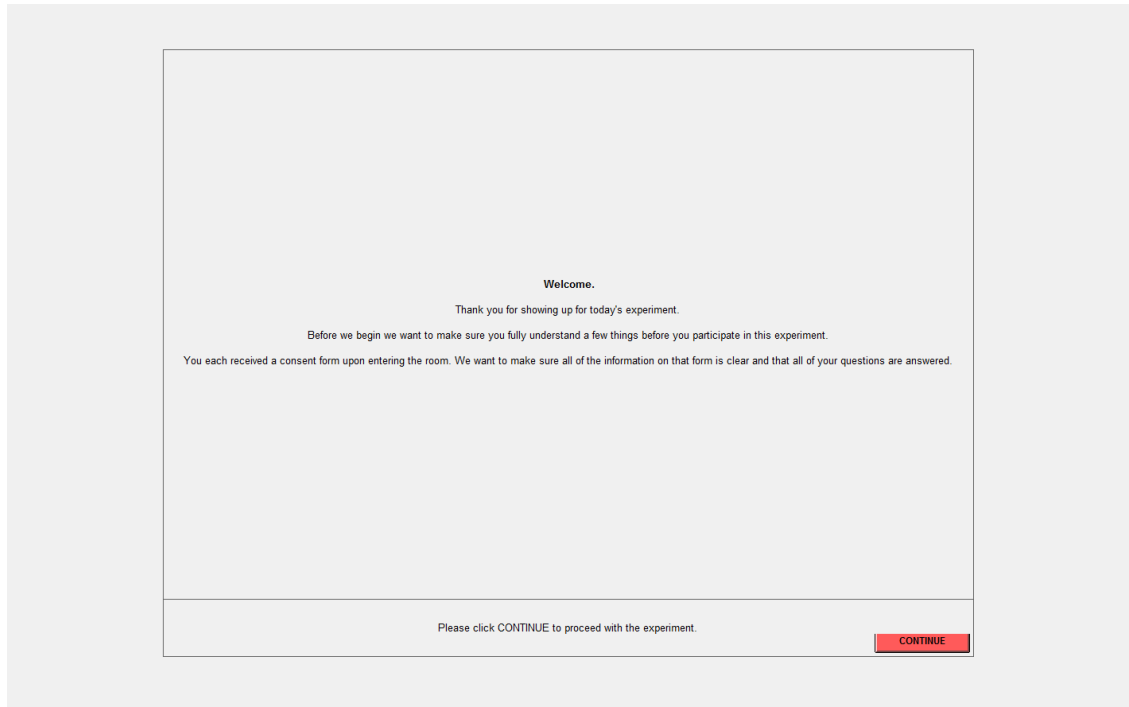 Welcome.
Thank you for showing up for today's experiment.
Before we begin we want to make sure you fully understand a few things before you participate in this experiment.
You each received a consent form upon entering the room. We want to make sure all of the information on that form is clear and that all of your questions are answered.
Please click CONTINUE to proceed with the experiment.
CONTINUE